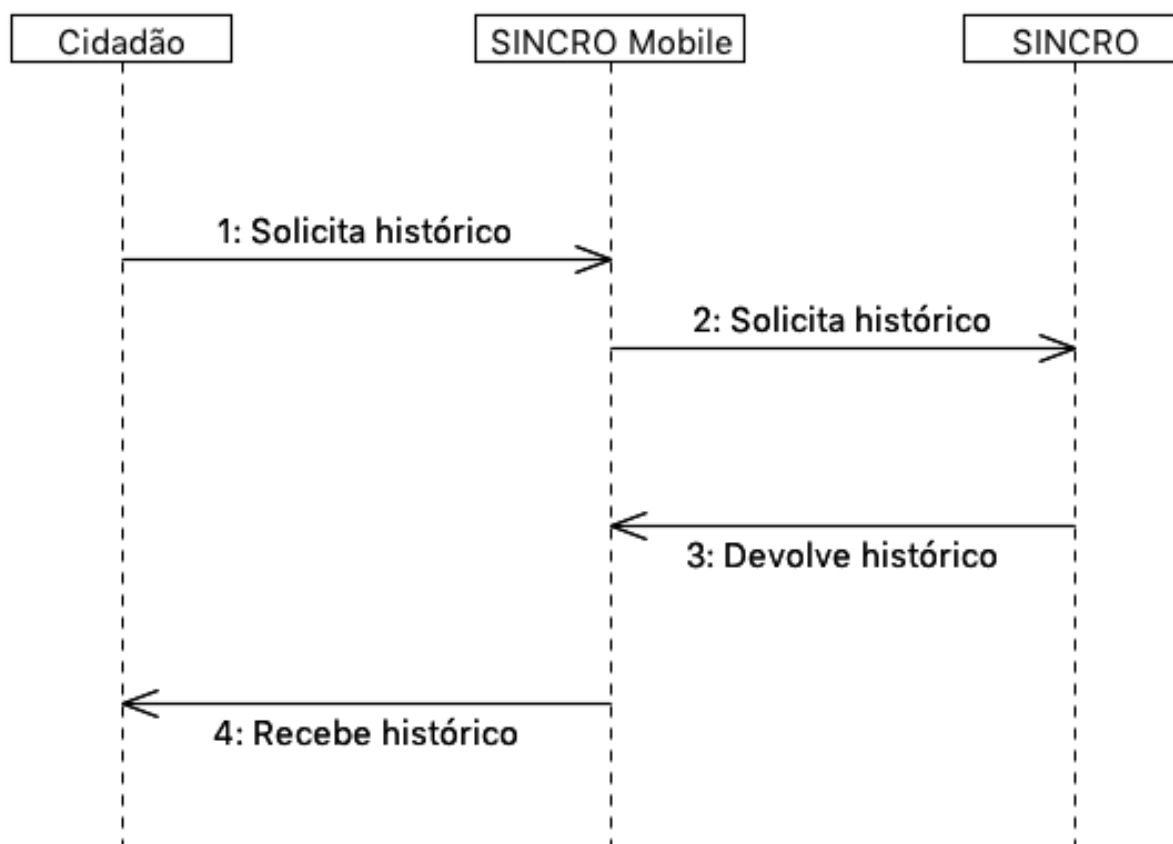 Cidadão
SINCRO Mobile
SINCRO
1: Solicita histórico
2: Solicita histórico
3: Devolve histórico
4: Recebe histórico